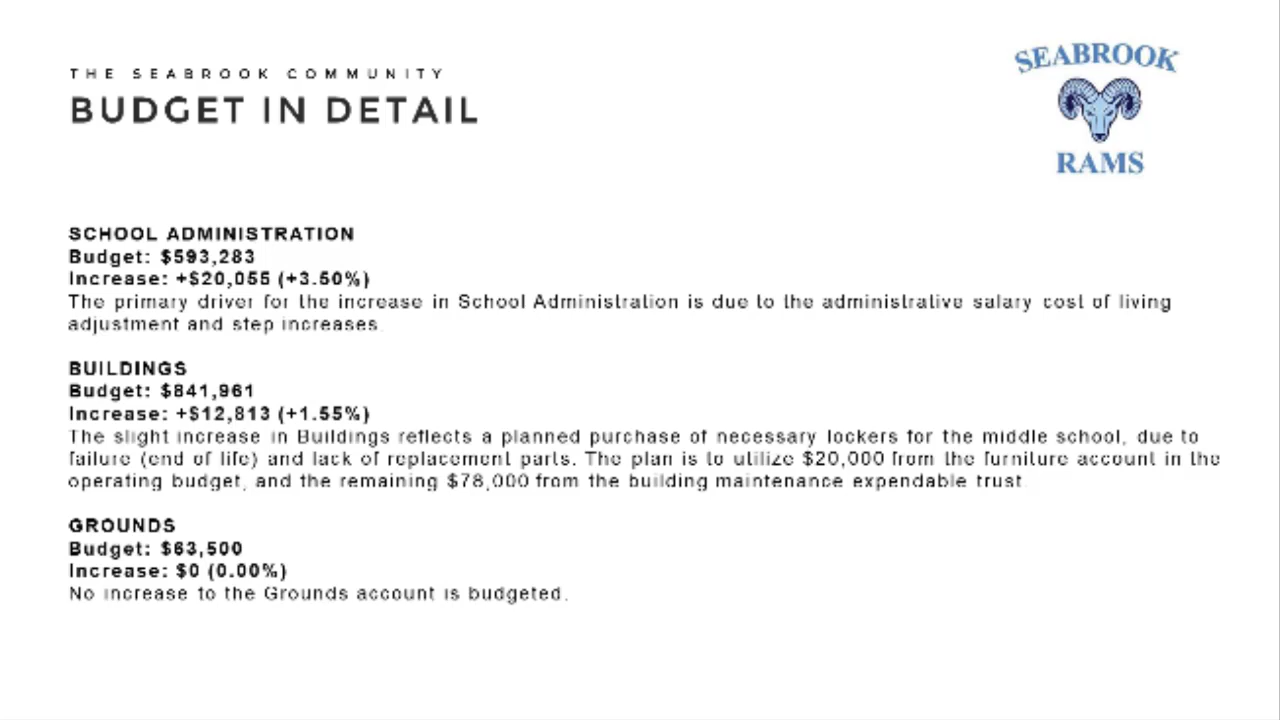 THE SEABROOK COMMUNITY
BUDGET IN DETAIL
SEABROOK
RAMS
SCHOOL ADMINISTRATION
Budget: $593,283
Increase: +$20,055 (+3.50%)
The primary driver for the increase in School Administration is due to the administrative salary cost of living
adjustment and step increases.
BUILDINGS
Budget: $841,961
Increase: +$12,813 (+1.55%)
The slight increase in Buildings reflects a planned purchase of necessary lockers for the middle school, due to
failure (end of life) and lack of replacement parts. The plan is to utilize $20,000 from the furniture account in the
operating budget, and the remaining $78,000 from the building maintenance expendable trust.
GROUNDS
Budget: $63,500
Increase: $0 (0.00%)
No increase to the Grounds account is budgeted.